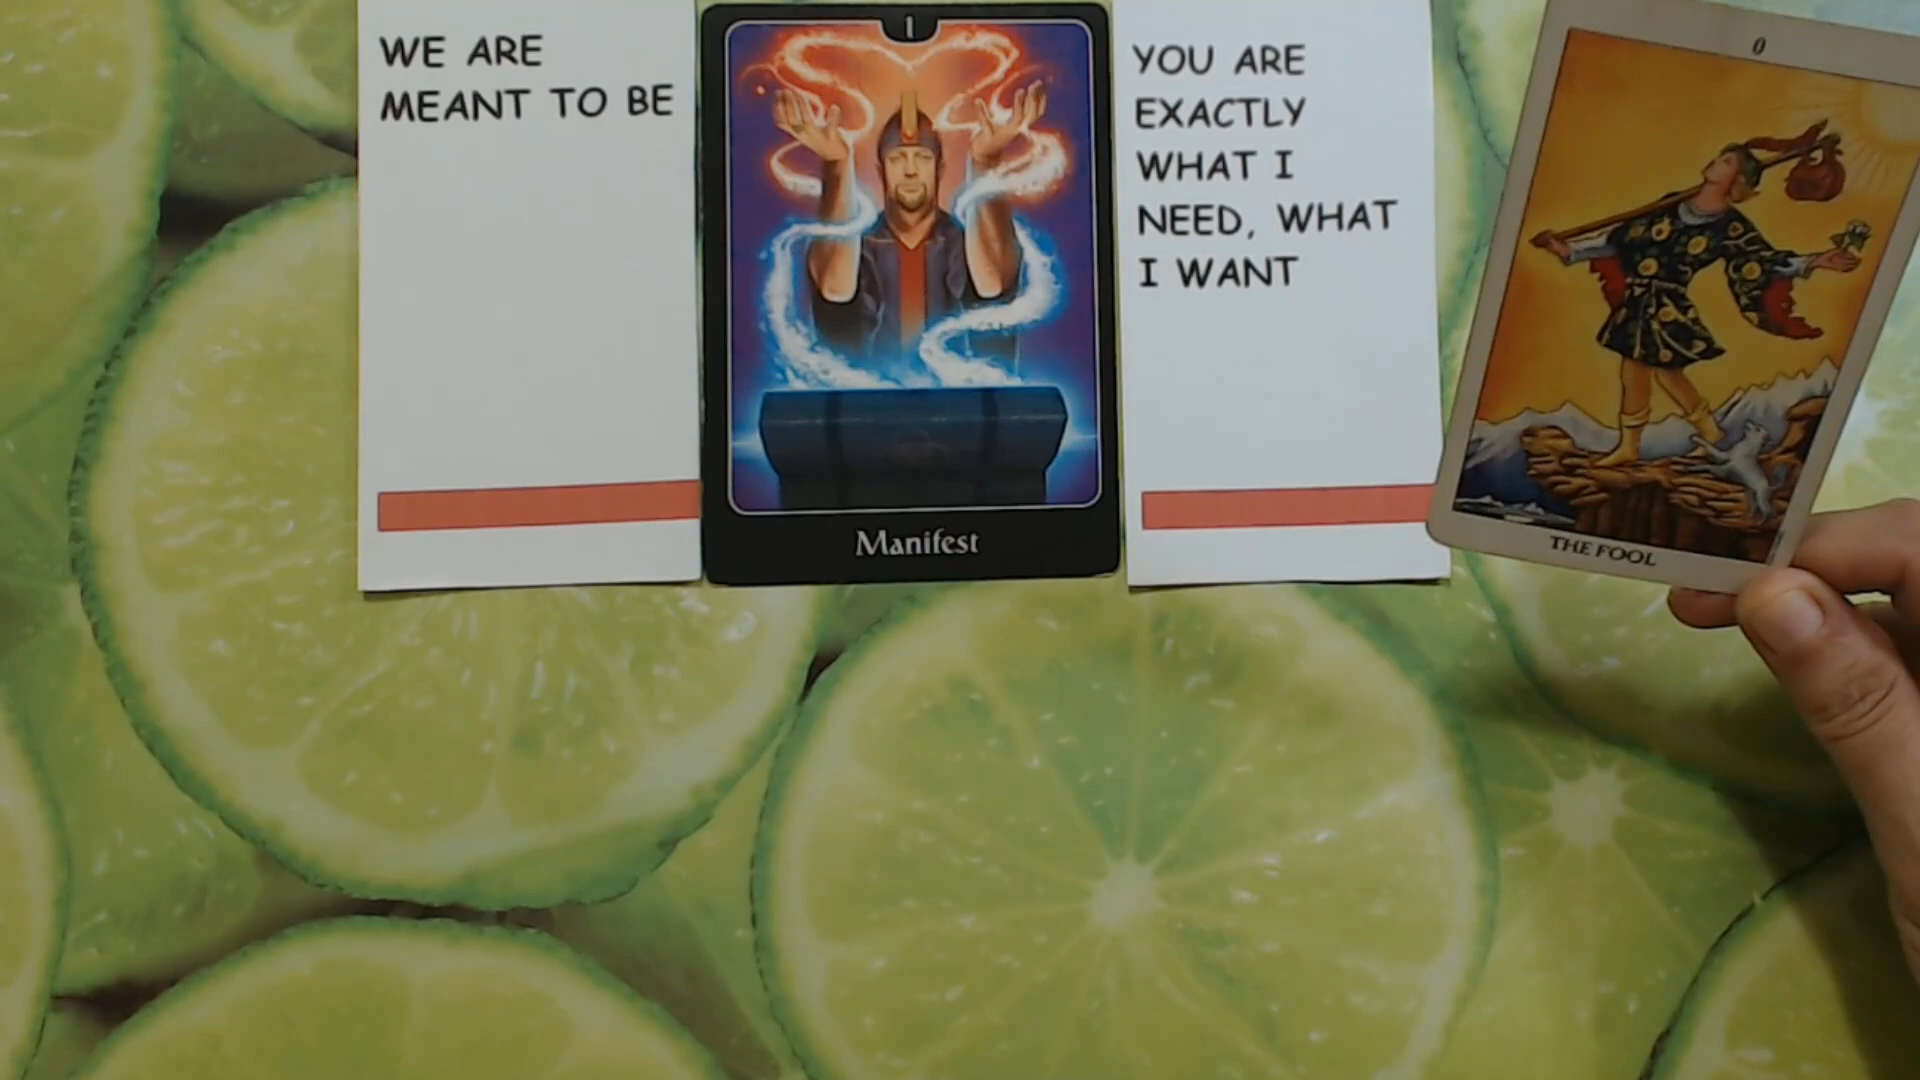 WE ARE
MEANT TO BE
I
Manifest
YOU ARE
EXACTLY
WHAT I
NEED, WHAT
I WANT
0
THE FOOL